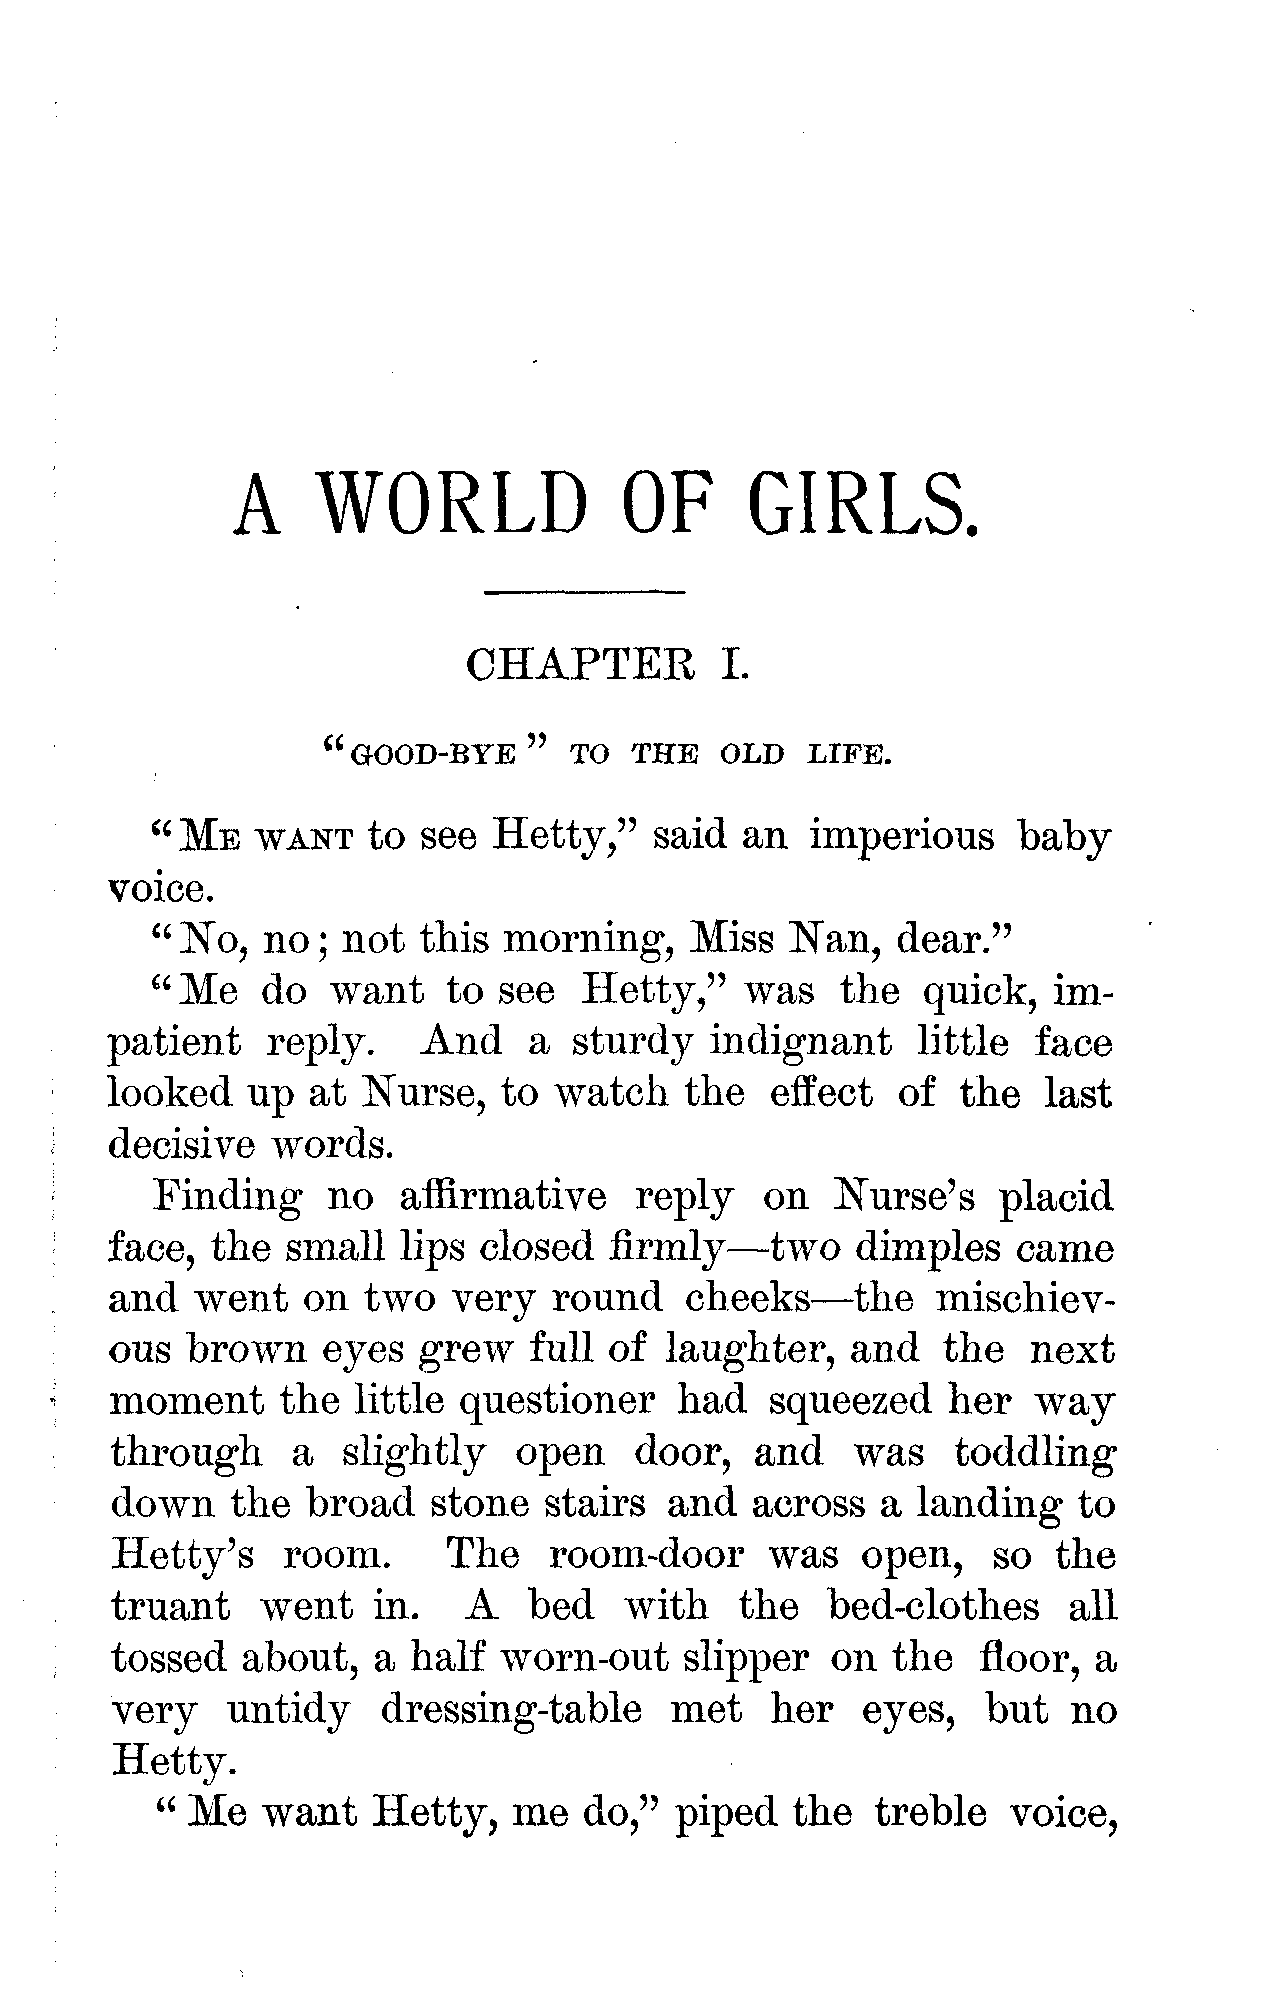 A WORLD OF GIRLS.
CHAPTER I.
"GOOD-BYE" TO THE OLD LIFE.
"ME WANT to see Hetty," said an imperious baby
voice.
"No, no; not this morning, Miss Nan, dear."
"Me do want to see Hetty," was the quick, im-
patient reply. And a sturdy indignant little face
looked up at Nurse, to watch the effect of the last
decisive words.
Finding no affirmative reply on Nurse's placid
face, the small lips closed firmly—two dimples came
and went on two very round cheeks—the mischiev-
ous brown eyes grew full of laughter, and the next
moment the little questioner had squeezed her way
through a slightly open door, and was toddling
down the broad stone stairs and across a landing to
Hetty's room. The room-door was open, so the
truant went in. A bed with the bed-clothes all
tossed about, a half worn-out slipper on the floor, a
very untidy dressing-table met her eyes, but no
Hetty.
"Me want Hetty, me do," piped the treble voice,